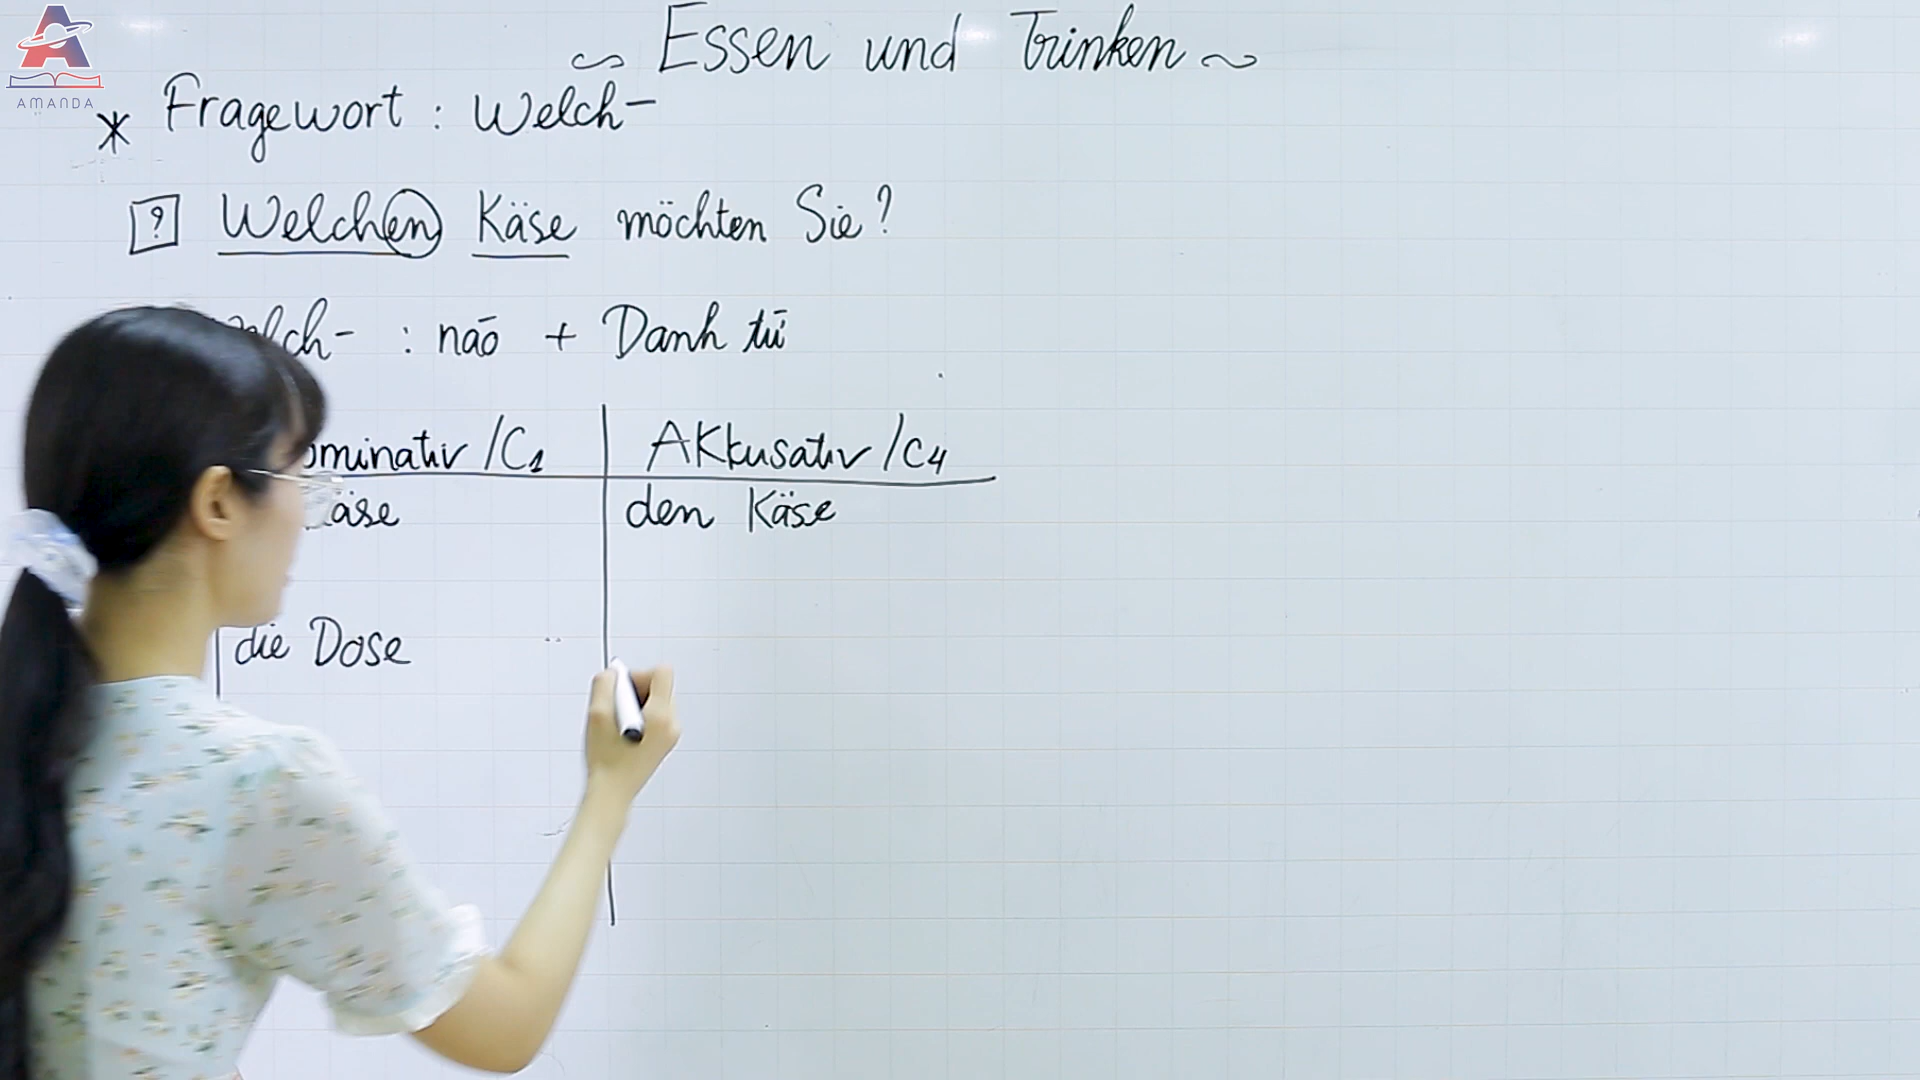 AMANDA
~ Essen und Trinken ~
* Fragewort : Welch-
? Welchen Käse möchten Sie?
: nào + Danh từ
/C1 Akkusativ /C4
den Käse
die Dose